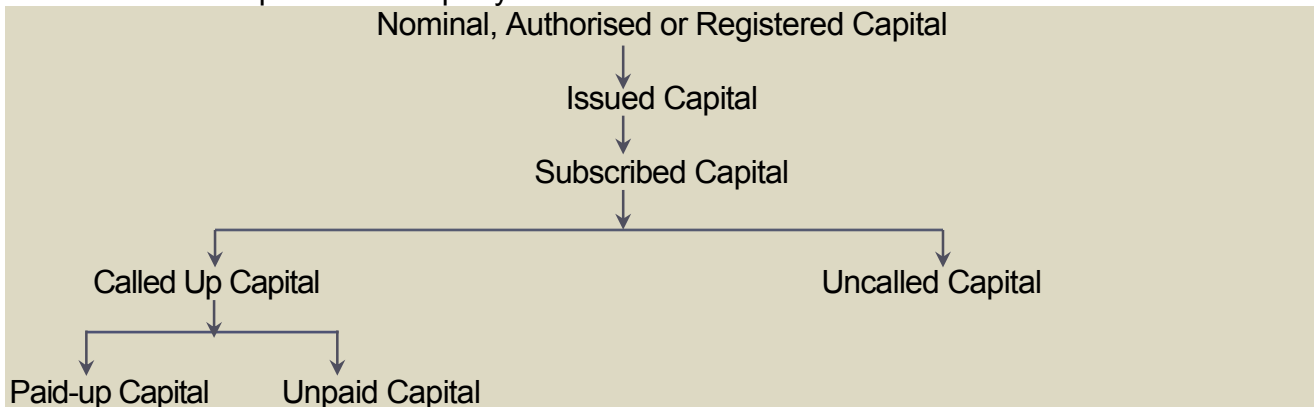 Nominal, Authorised or Registered Capital
Issued Capital
Subscribed Capital
Called Up Capital Uncalled Capital
Paid-up Capital Unpaid Capital